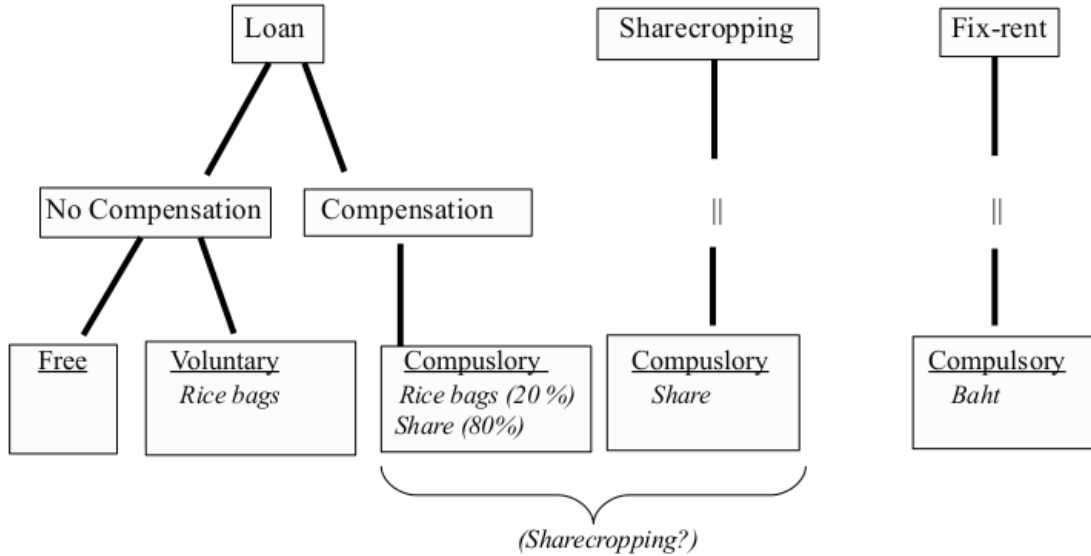 Loan
Sharecropping
Fix-rent
No Compensation
Compensation
||
||
Free
Voluntary
Rice bags
Compuslory
Rice bags (20 %)
Share (80%)
Compuslory
Share
Compulsory
Baht
(Sharecropping?)